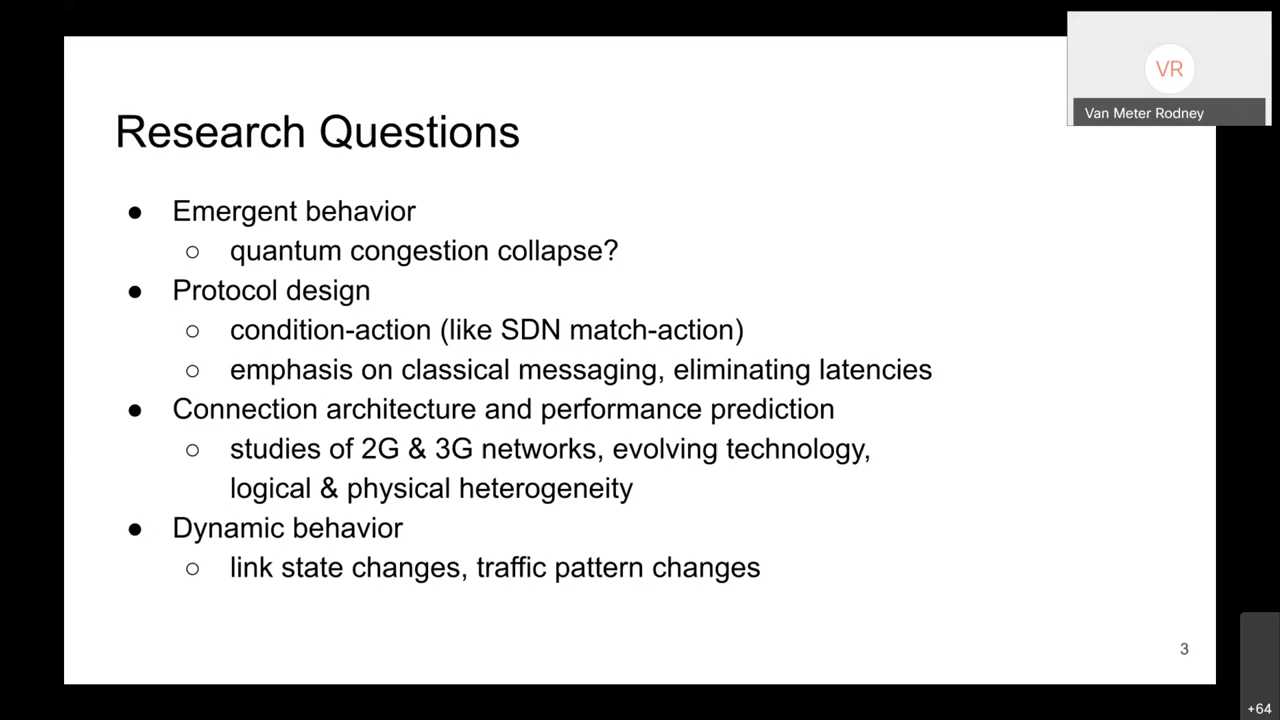 VR
Van Meter Rodney
Research Questions
● Emergent behavior
○ quantum congestion collapse?
● Protocol design
○ condition-action (like SDN match-action)
○ emphasis on classical messaging, eliminating latencies
● Connection architecture and performance prediction
○ studies of 2G & 3G networks, evolving technology,
logical & physical heterogeneity
● Dynamic behavior
○ link state changes, traffic pattern changes
3
+64